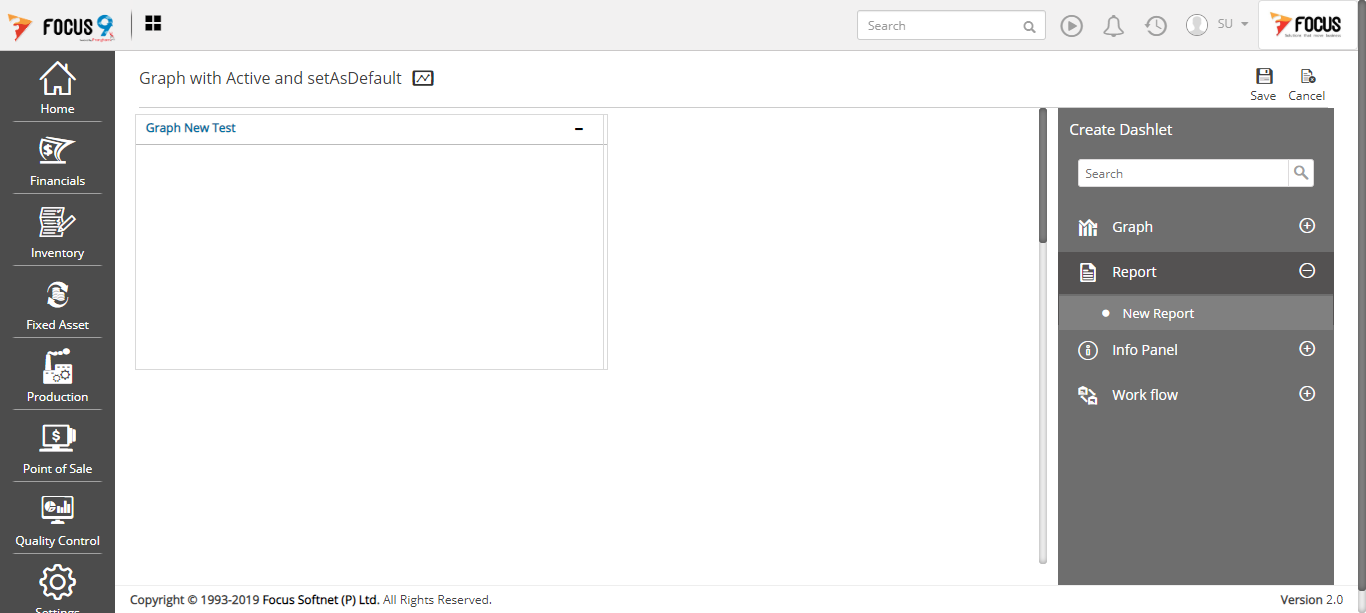 FOCUS 9
Search
SU
FOCUS
Home
Financials
Inventory
Fixed Asset
Production
Point of Sale
Quality Control
Settings
Graph with Active and setAsDefault
Save
Cancel
Graph New Test
Create Dashlet
Search
Graph
Report
New Report
Info Panel
Work flow
Copyright © 1993-2019 Focus Softnet (P) Ltd. All Rights Reserved.
Version 2.0